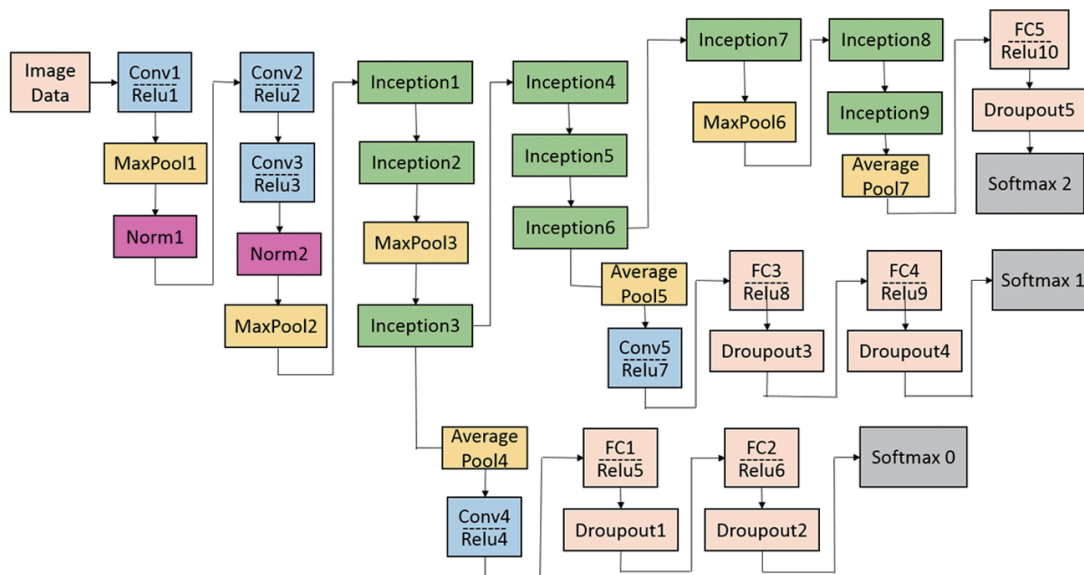 Image
Data
Conv1
Relu1
MaxPool1
Norm1
Conv2
Relu2
Conv3
Relu3
Norm2
MaxPool2
Inception1
Inception2
MaxPool3
Inception3
Inception4
Inception5
Inception6
Inception7
MaxPool6
Inception8
Inception9
Average
Pool7
FC5
Relu10
Droupout5
Softmax 2
Average
Pool5
Conv5
Relu7
FC3
Relu8
Droupout3
FC4
Relu9
Droupout4
Softmax 1
Average
Pool4
Conv4
Relu4
FC1
Relu5
Droupout1
FC2
Relu6
Droupout2
Softmax 0